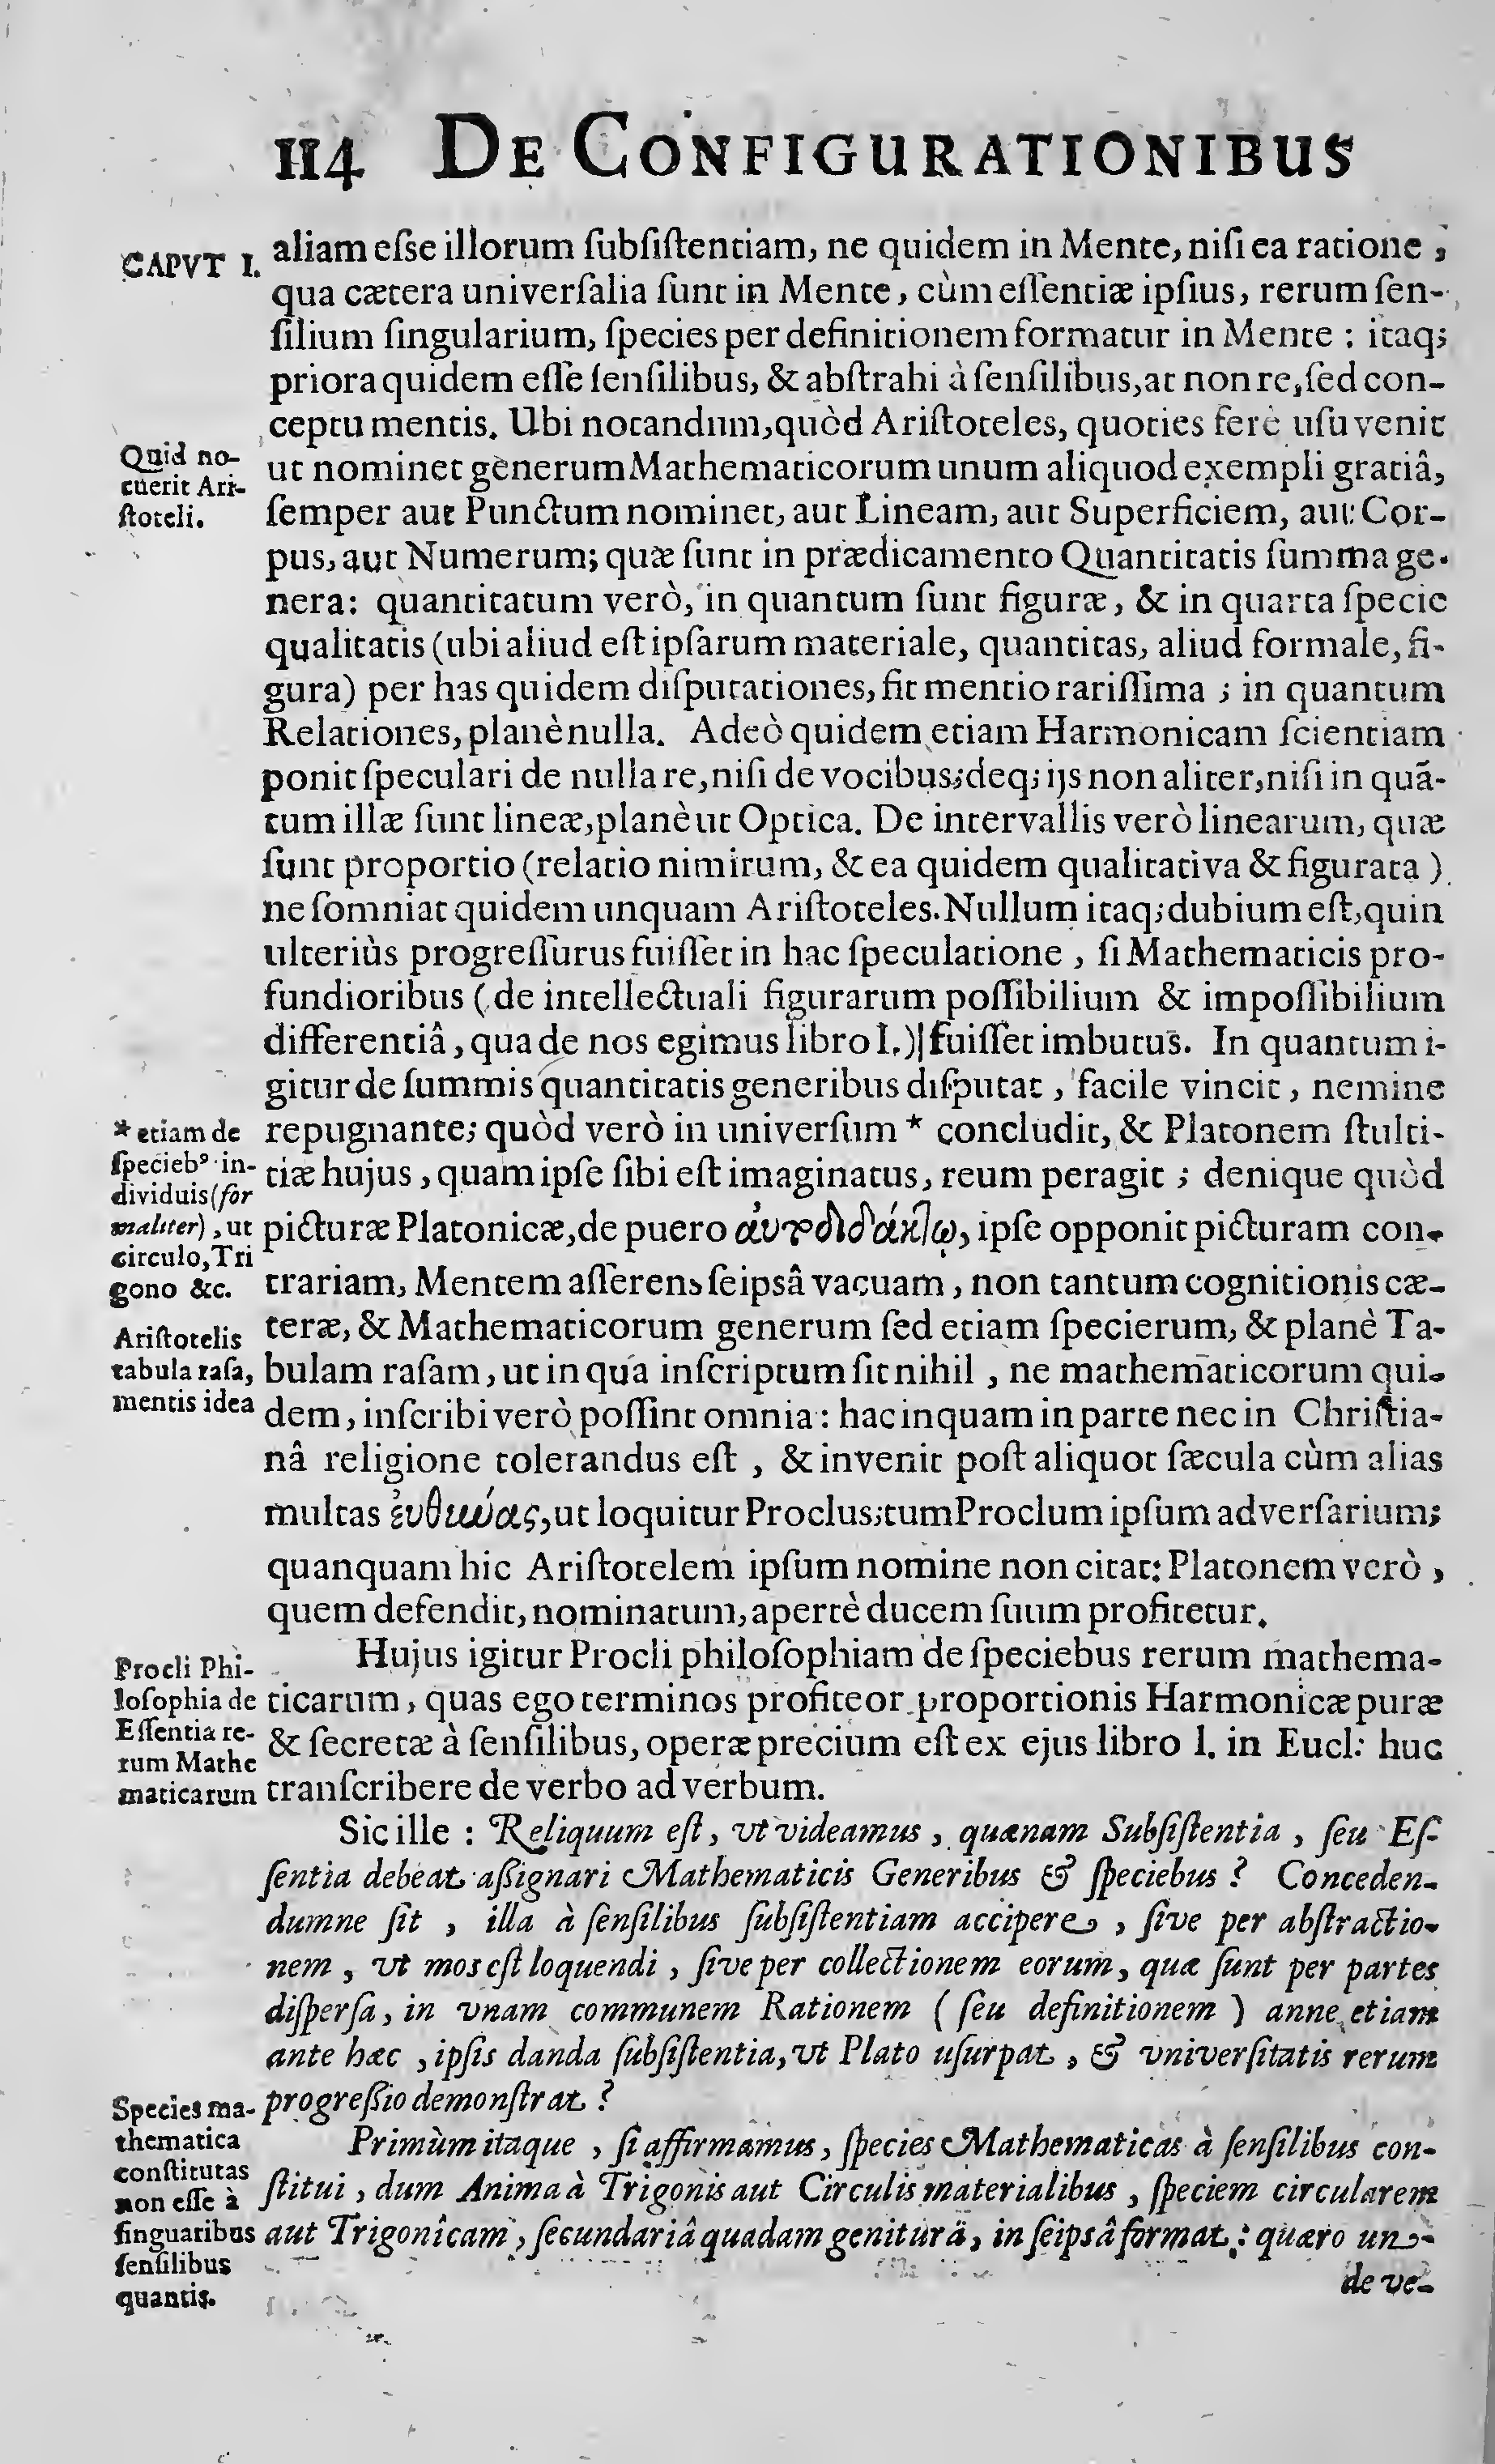 114 DE CONFIGURATIONIBUS
CAPVT I.
aliam eſse illorum ſubſiſtentiam, ne quidem in Mente, niſi ea ratione,
qua cætera univerſalia ſunt in Mente, cùm eſſentiæ ipſius, rerum ſen-
ſilium ſingularium, ſpecies per definitionem formatur in Mente: itaq;
priora quidem eſſe ſenſilibus, & abſtrahi à ſenſilibus, at non re, ſed con-
ceptu mentis. Ubi notandum, quòd Ariſtoteles, quoties ferè uſu venit
Quid no-
cuerit Ari-
ſtoteli.
ut nominet generum Mathematicorum unum aliquod exempli gratiâ,
ſemper aut Punctum nominet, aut Lineam, aut Superficiem, aut Cor-
pus, aut Numerum; quæ ſunt in prædicamento Quantitatis ſumma ge-
nera: quantitatum verò, in quantum ſunt figuræ, & in quarta ſpecie
qualitatis (ubi aliud eſt ipſarum materiale, quantitas, aliud formale, fi-
gura) per has quidem diſputationes, fit mentio rariſſima; in quantum
Relationes, planè nulla. Adeò quidem etiam Harmonicam ſcientiam
ponit ſpeculari de nulla re, niſi de vocibus; deq; ijs non aliter, niſi in quã-
tum illæ ſunt lineæ, planè ut Optica. De intervallis verò linearum, quæ
ſunt proportio (relatio nimirum, & ea quidem qualitativa & figurata)
ne ſomniat quidem unquam Ariſtoteles. Nullum itaq; dubium eſt, quin
ulteriùs progreſſurus fuiſſet in hac ſpeculatione, ſi Mathematicis pro-
fundioribus (de intellectuali figurarum poſſibilium & impoſſibilium
differentiâ, qua de nos egimus libro I.) fuiſſet imbutus. In quantum i-
gitur de ſummis quantitatis generibus diſputat, facile vincit, nemine
repugnante; quòd verò in univerſum * concludit, & Platonem ſtulti-
* etiam de
ſpecieb⁹ in-
dividuis (for
maliter), ut
circulo, Tri
gono &c.
tiæ hujus, quam ipſe ſibi eſt imaginatus, reum peragit; denique quòd
picturæ Platonicæ, de puero ἀυτοδιδάκτῳ, ipſe opponit picturam con-
trariam, Mentem aſſerens ſeipsâ vacuam, non tantum cognitionis cæ-
teræ, & Mathematicorum generum ſed etiam ſpecierum, & planè Ta-
Ariſtotelis
tabula raſa,
mentis idea
bulam raſam, ut in qua inſcriptum ſit nihil, ne mathematicorum qui-
dem, inſcribi verò poſſint omnia: hac inquam in parte nec in Chriſtia-
nâ religione tolerandus eſt, & invenit poſt aliquot ſæcula cùm alias
multas ἐυθίνας, ut loquitur Proclus; tum Proclum ipſum adverſarium;
quanquam hic Ariſtotelem ipſum nomine non citat: Platonem verò,
quem defendit, nominatum, apertè ducem ſuum profitetur.
Procli Phi-
loſophia de
Eſſentia re-
rum Mathe
maticarum
Hujus igitur Procli philoſophiam de ſpeciebus rerum mathema-
ticarum, quas ego terminos profiteor proportionis Harmonicæ puræ
& ſecretæ à ſenſilibus, operæ precium eſt ex ejus libro I. in Eucl: huc
tranſcribere de verbo ad verbum.
Sic ille: Reliquum eſt, vt videamus, quænam Subſiſtentia, ſeu Eſ-
ſentia debeat aßignari Mathematicis Generibus & ſpeciebus? Conceden-
dumne ſit, illa à ſenſilibus ſubſiſtentiam accipere, ſive per abſtractio-
nem, vt mos eſt loquendi, ſive per collectionem eorum, quæ ſunt per partes
diſperſa, in vnam communem Rationem (ſeu definitionem) anne etiam
ante hæc, ipſis danda ſubſiſtentia, vt Plato uſurpat, & vniverſitatis rerum
progreßio demonſtrat?
Species ma-
thematica
conſtitutas
non eſſe à
ſinguaribus
ſenſilibus
quantis.
Primùm itaque, ſi affirmamus, ſpecies Mathematicas à ſenſilibus con-
ſtitui, dum Anima à Trigonis aut Circulis materialibus, ſpeciem circularem
aut Trigonîcam, ſecundariâ quadam geniturâ, in ſeipsâ format: quæro un-
de ve-